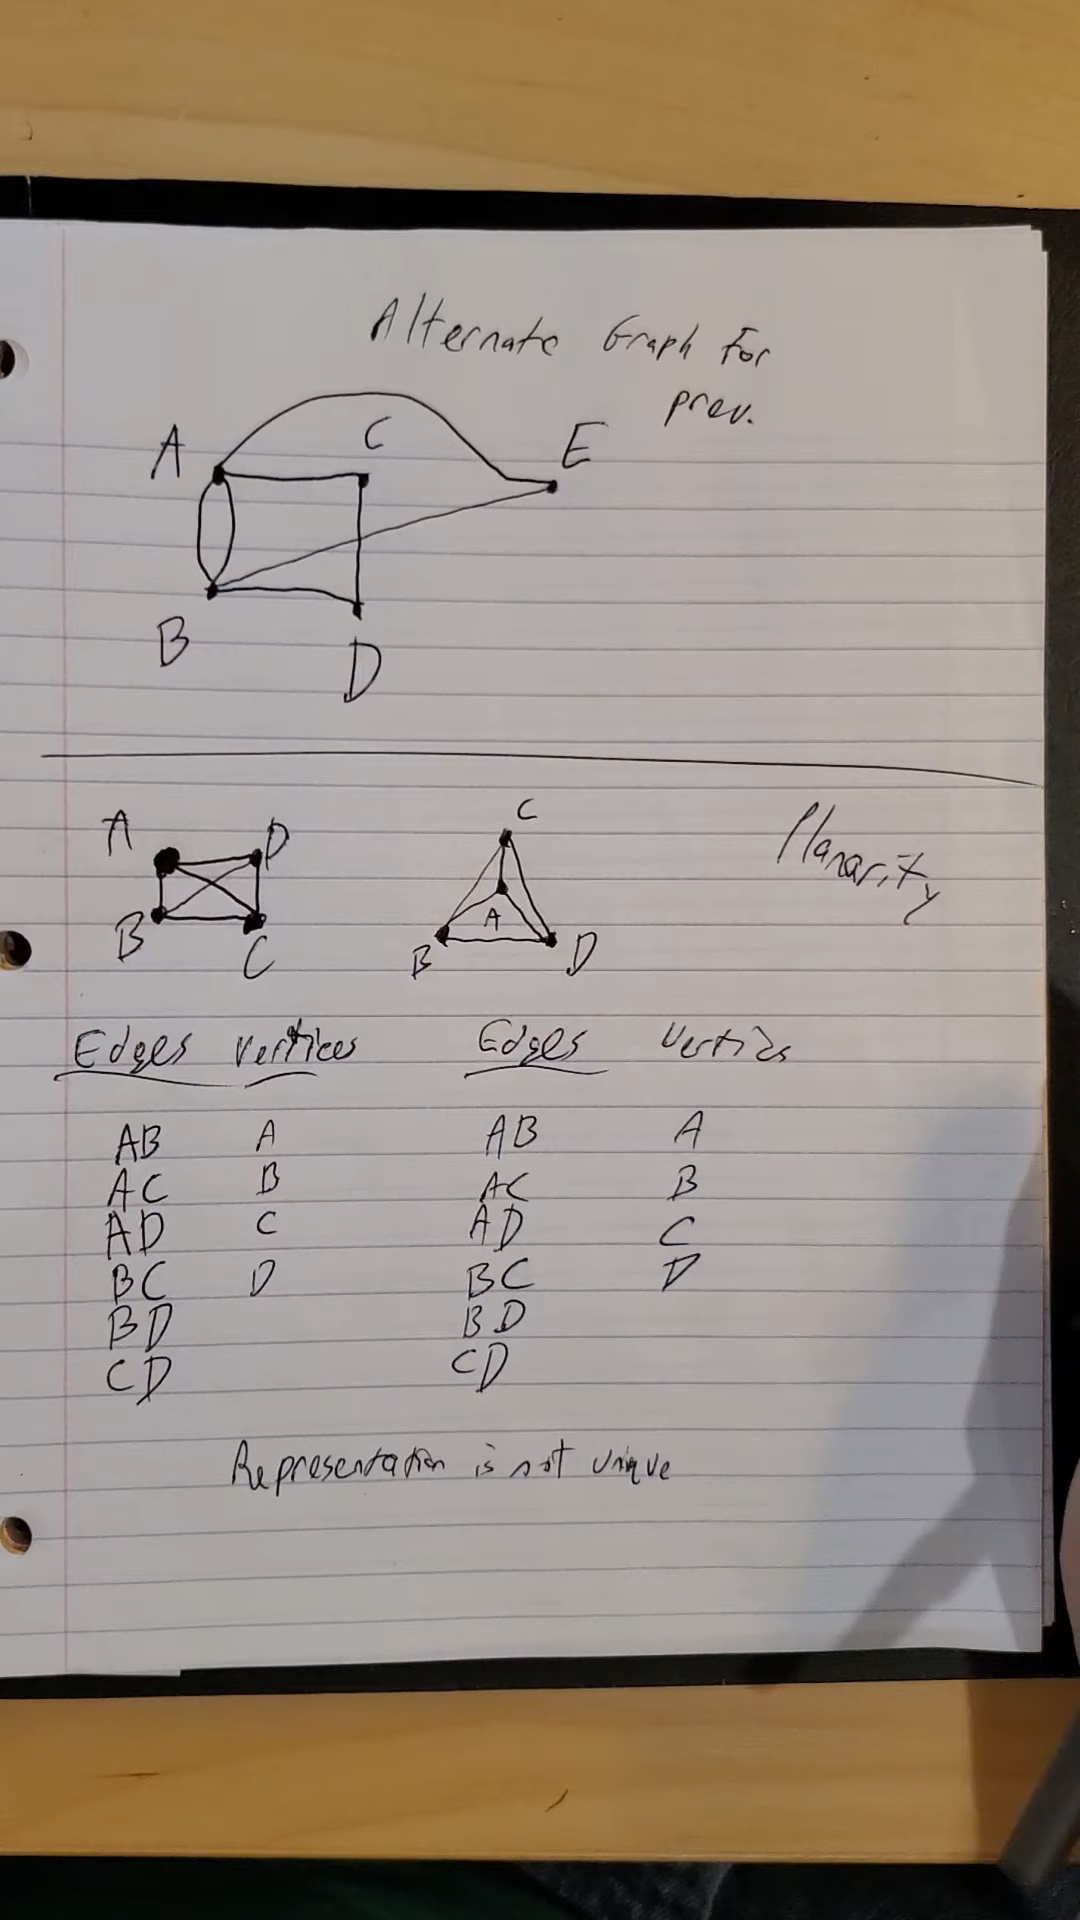 Alternate Graph For
prev.
A C E
B D
A D C
Planarity
B C B A D
Edges Vertices Edges Vertics
AB A AB A
AC B AC B
AD C AD C
BC D BC D
BD BD
CD CD
Representation is not unique